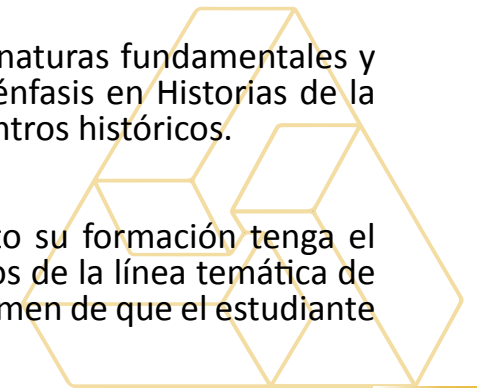 naturas fundamentales y
énfasis en Historias de la
ntros históricos.
to su formación tenga el
os de la línea temática de
men de que el estudiante